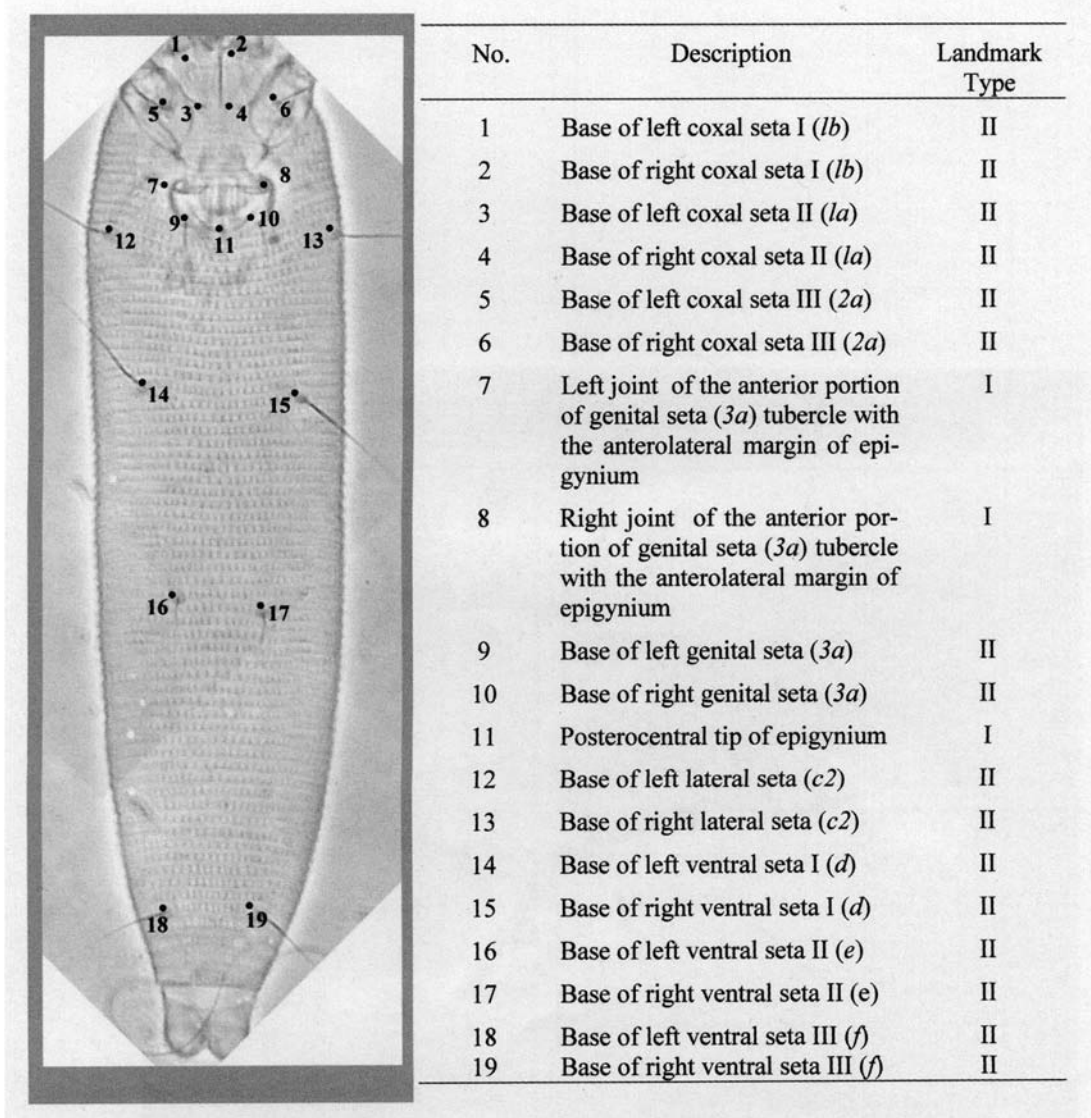 1 2
5 3 4 6
7 8
9 10
12 11 13
14 15
16 17
18 19
No. Description Landmark
Type
1 Base of left coxal seta I (lb) II
2 Base of right coxal seta I (lb) II
3 Base of left coxal seta II (la) II
4 Base of right coxal seta II (la) II
5 Base of left coxal seta III (2a) II
6 Base of right coxal seta III (2a) II
7 Left joint of the anterior portion I
of genital seta (3a) tubercle with
the anterolateral margin of epi-
gynium
8 Right joint of the anterior por- I
tion of genital seta (3a) tubercle
with the anterolateral margin of
epigynium
9 Base of left genital seta (3a) II
10 Base of right genital seta (3a) II
11 Posterocentral tip of epigynium I
12 Base of left lateral seta (c2) II
13 Base of right lateral seta (c2) II
14 Base of left ventral seta I (d) II
15 Base of right ventral seta I (d) II
16 Base of left ventral seta II (e) II
17 Base of right ventral seta II (e) II
18 Base of left ventral seta III (f) II
19 Base of right ventral seta III (f) II